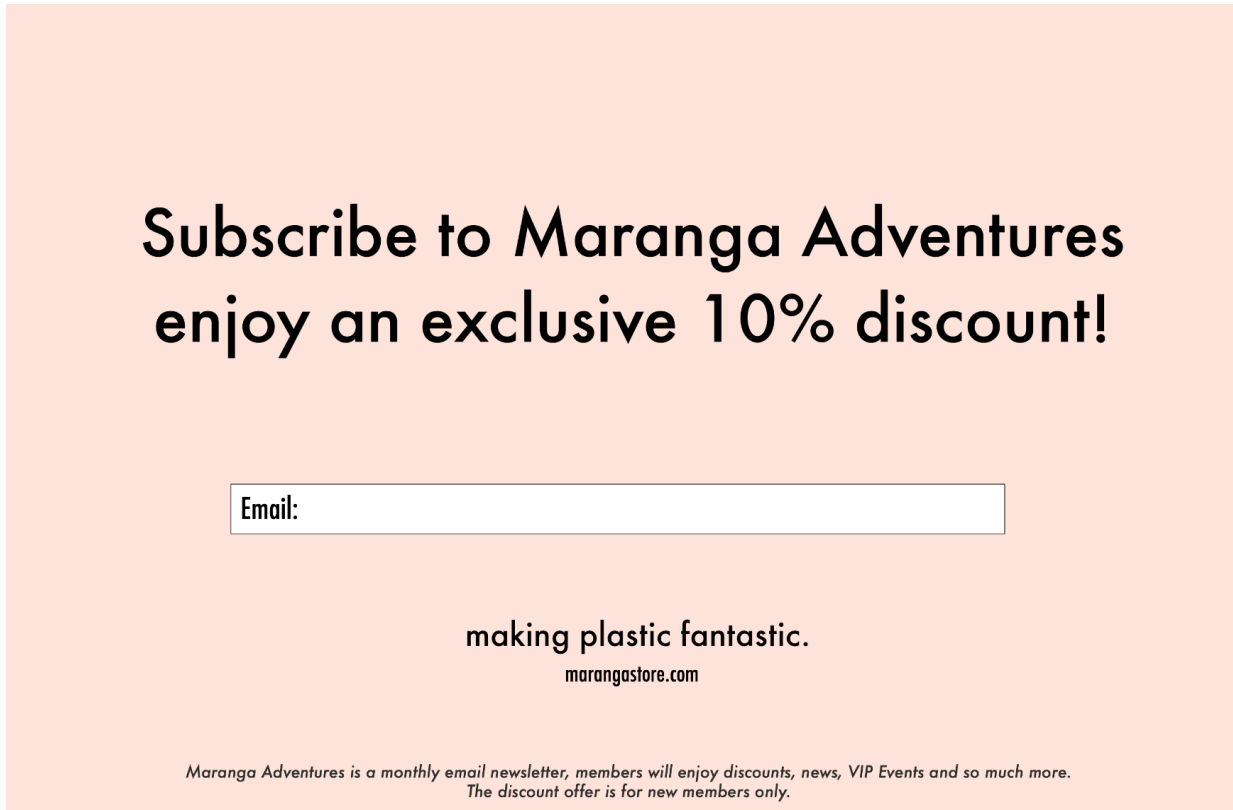 Subscribe to Maranga Adventures
enjoy an exclusive 10% discount!
Email:
making plastic fantastic.
marangastore.com
Maranga Adventures is a monthly email newsletter, members will enjoy discounts, news, VIP Events and so much more.
The discount offer is for new members only.